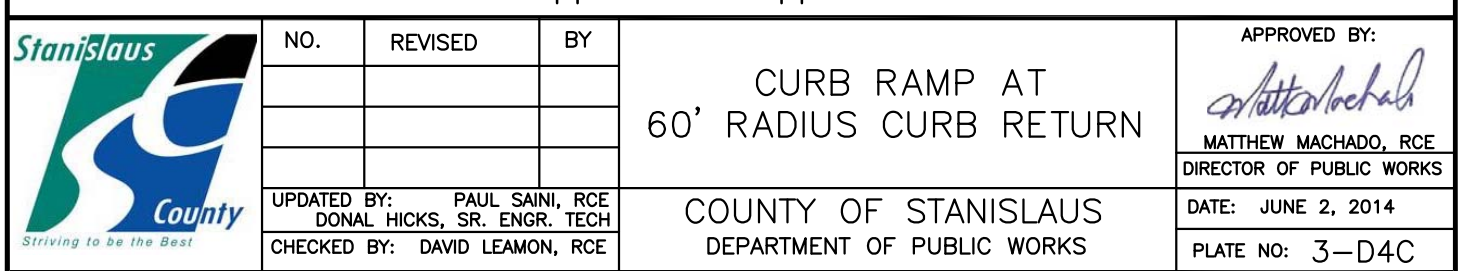 Stanislaus
County
Striving to be the Best
NO. REVISED BY
UPDATED BY: PAUL SAINI, RCE
DONAL HICKS, SR. ENGR. TECH
CHECKED BY: DAVID LEAMON, RCE
CURB RAMP AT
60' RADIUS CURB RETURN
COUNTY OF STANISLAUS
DEPARTMENT OF PUBLIC WORKS
APPROVED BY:
MATTHEW MACHADO, RCE
DIRECTOR OF PUBLIC WORKS
DATE: JUNE 2, 2014
PLATE NO: 3-D4C